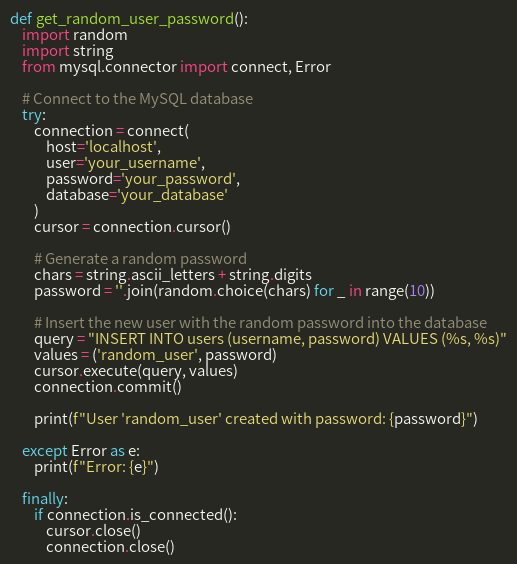 def get_random_user_password():
    import random
    import string
    from mysql.connector import connect, Error

    # Connect to the MySQL database
    try:
        connection = connect(
            host='localhost',
            user='your_username',
            password='your_password',
            database='your_database'
        )
        cursor = connection.cursor()

        # Generate a random password
        chars = string.ascii_letters + string.digits
        password = ''.join(random.choice(chars) for _ in range(10))

        # Insert the new user with the random password into the database
        query = "INSERT INTO users (username, password) VALUES (%s, %s)"
        values = ('random_user', password)
        cursor.execute(query, values)
        connection.commit()

        print(f"User 'random_user' created with password: {password}")

    except Error as e:
        print(f"Error: {e}")

    finally:
        if connection.is_connected():
            cursor.close()
            connection.close()